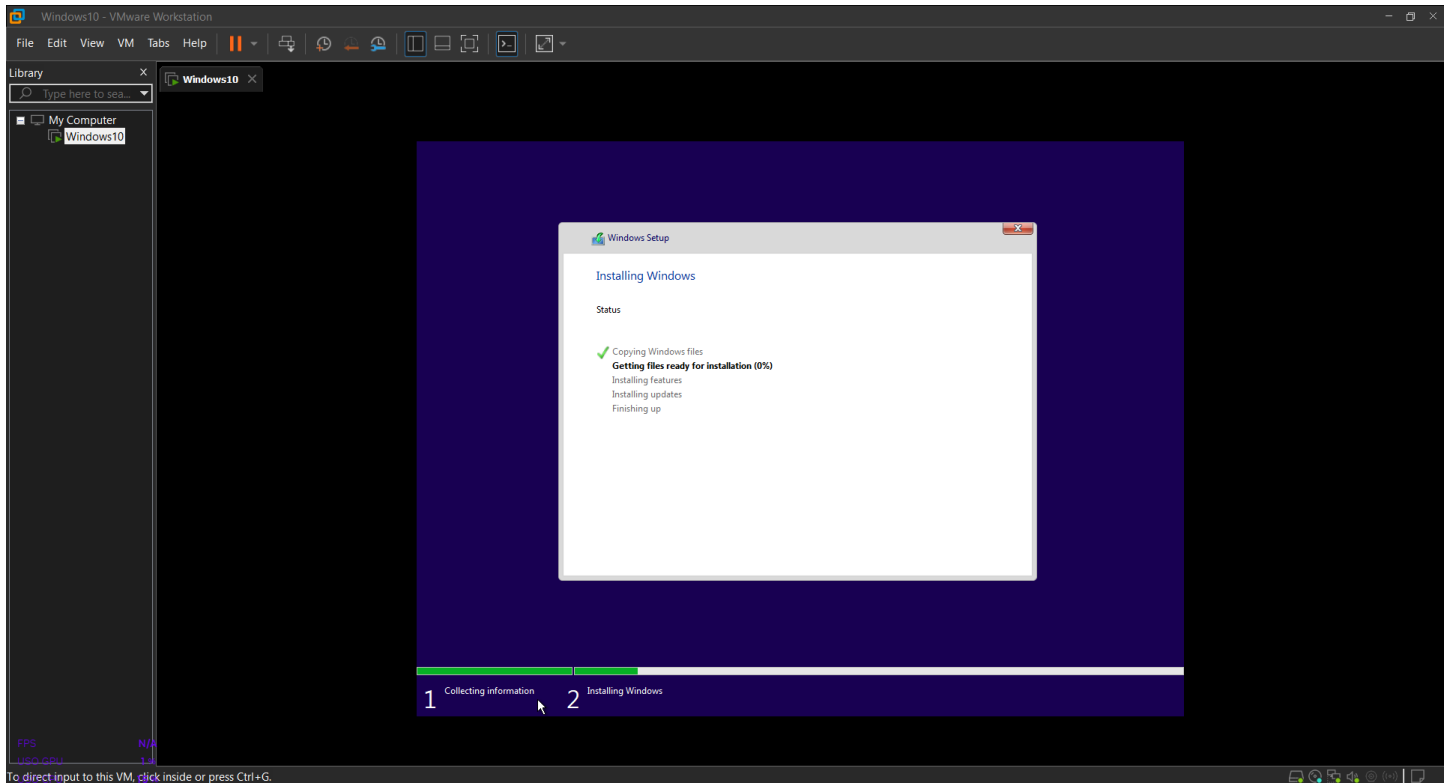 Windows10 - VMware Workstation
File Edit View VM Tabs Help
Library X
Windows10
Type here to sea...
My Computer
Windows10
Windows Setup
Installing Windows
Status
Copying Windows files
Getting files ready for installation (0%)
Installing features
Installing updates
Finishing up
1 Collecting information 2 Installing Windows
FPS N/A
To direct input to this VM, click inside or press Ctrl+G.